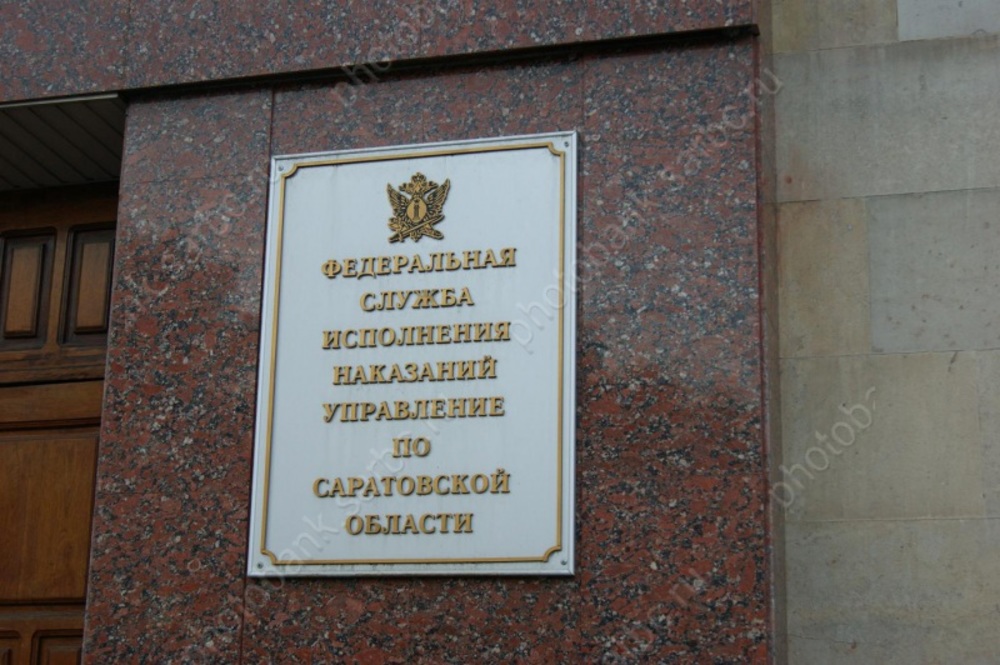 ФЕДЕРАЛЬНАЯ
СЛУЖБА
ИСПОЛНЕНИЯ
НАКАЗАНИЙ
УПРАВЛЕНИЕ
ПО
САРАТОВСКОЙ
ОБЛАСТИ